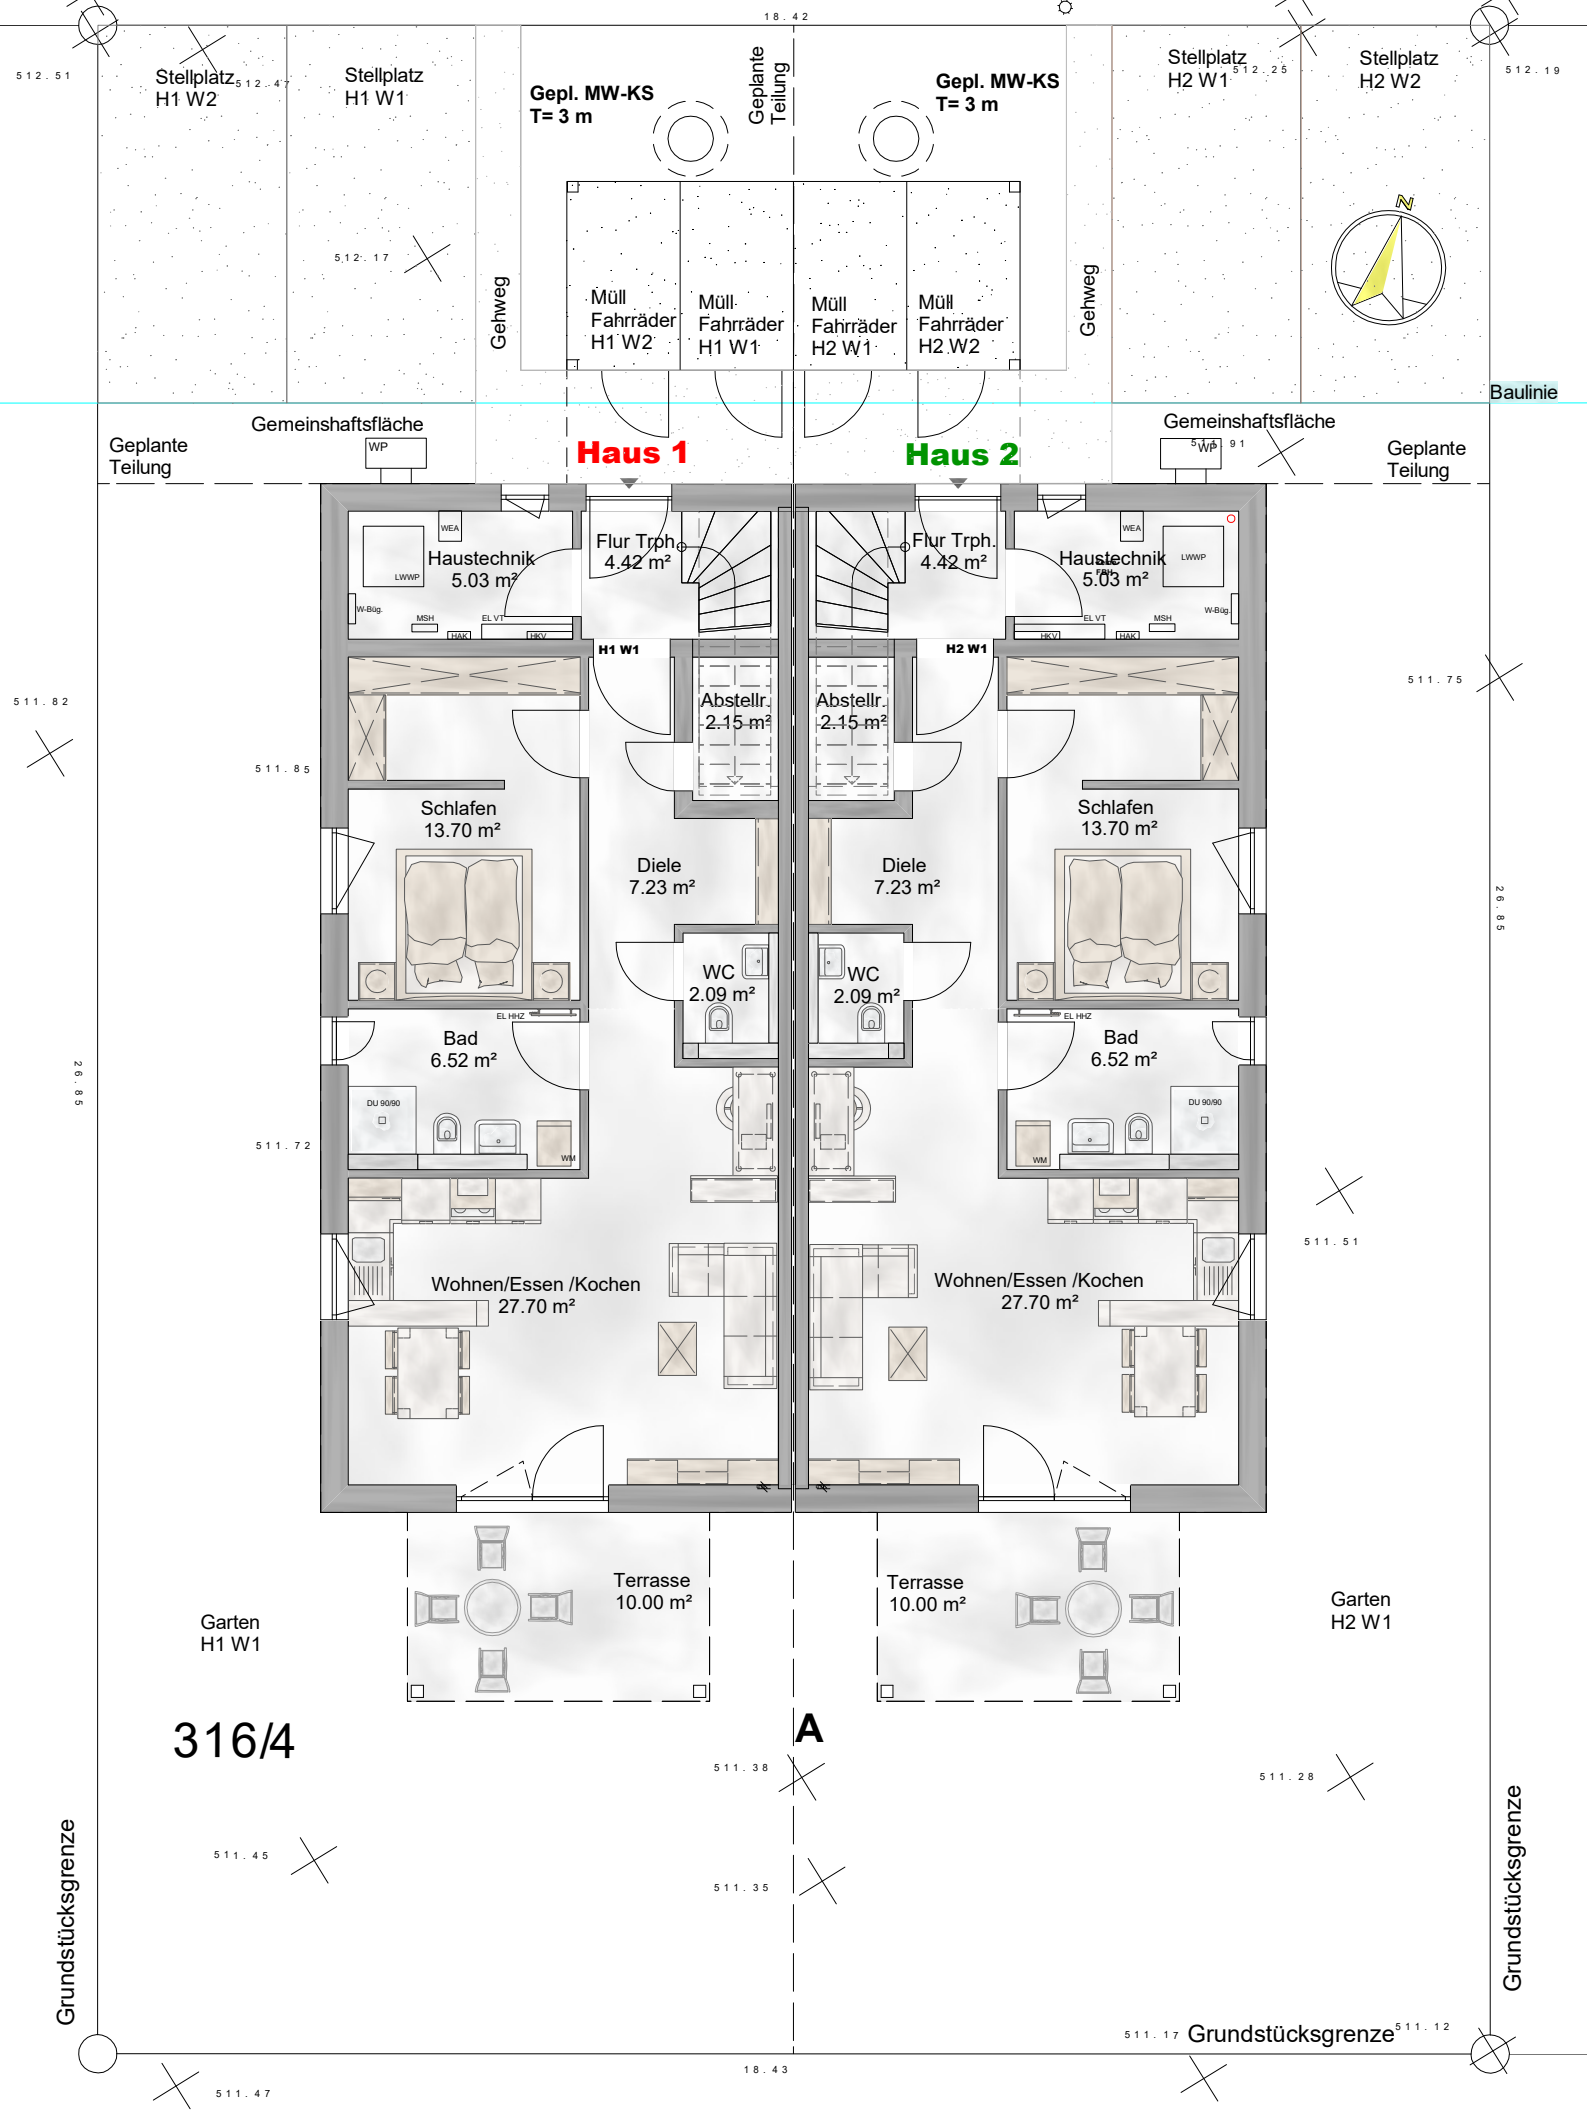 18.42
512.51
Stellplatz
H1 W2
512.47
Stellplatz
H1 W1
Gepl. MW-KS
T= 3 m
Geplante
Teilung
Gepl. MW-KS
T= 3 m
Stellplatz
H2 W1
512.25
Stellplatz
H2 W2
512.19
N
512.17
Gehweg
Müll
Fahrräder
H1 W2
Müll
Fahrräder
H1 W1
Müll
Fahrräder
H2 W1
Müll
Fahrräder
H2 W2
Gehweg
Baulinie
Gemeinshaftsfläche
Geplante
Teilung
WP
Haus 1
Haus 2
Gemeinshaftsfläche
WP
Geplante
Teilung
WEA
Haustechnik
5.03 m²
LWWP
W-Büg.
MSH
HAK
EL VT
HKV
Flur Trph.
4.42 m²
Flur Trph.
4.42 m²
WEA
Haustechnik
5.03 m²
LWWP
W-Büg.
MSH
HAK
EL VT
HKV
H1 W1
H2 W1
511.82
511.85
511.75
Abstellr.
2.15 m²
Abstellr.
2.15 m²
Schlafen
13.70 m²
Schlafen
13.70 m²
Diele
7.23 m²
Diele
7.23 m²
26.85
WC
2.09 m²
WC
2.09 m²
EL HHZ
EL HHZ
Bad
6.52 m²
Bad
6.52 m²
26.85
DU 90/90
DU 90/90
511.72
WM
WM
511.51
Wohnen/Essen /Kochen
27.70 m²
Wohnen/Essen /Kochen
27.70 m²
Terrasse
10.00 m²
Terrasse
10.00 m²
Garten
H1 W1
Garten
H2 W1
316/4
A
511.38
511.28
511.45
511.35
Grundstücksgrenze
Grundstücksgrenze
511.17
Grundstücksgrenze
511.12
18.43
511.47